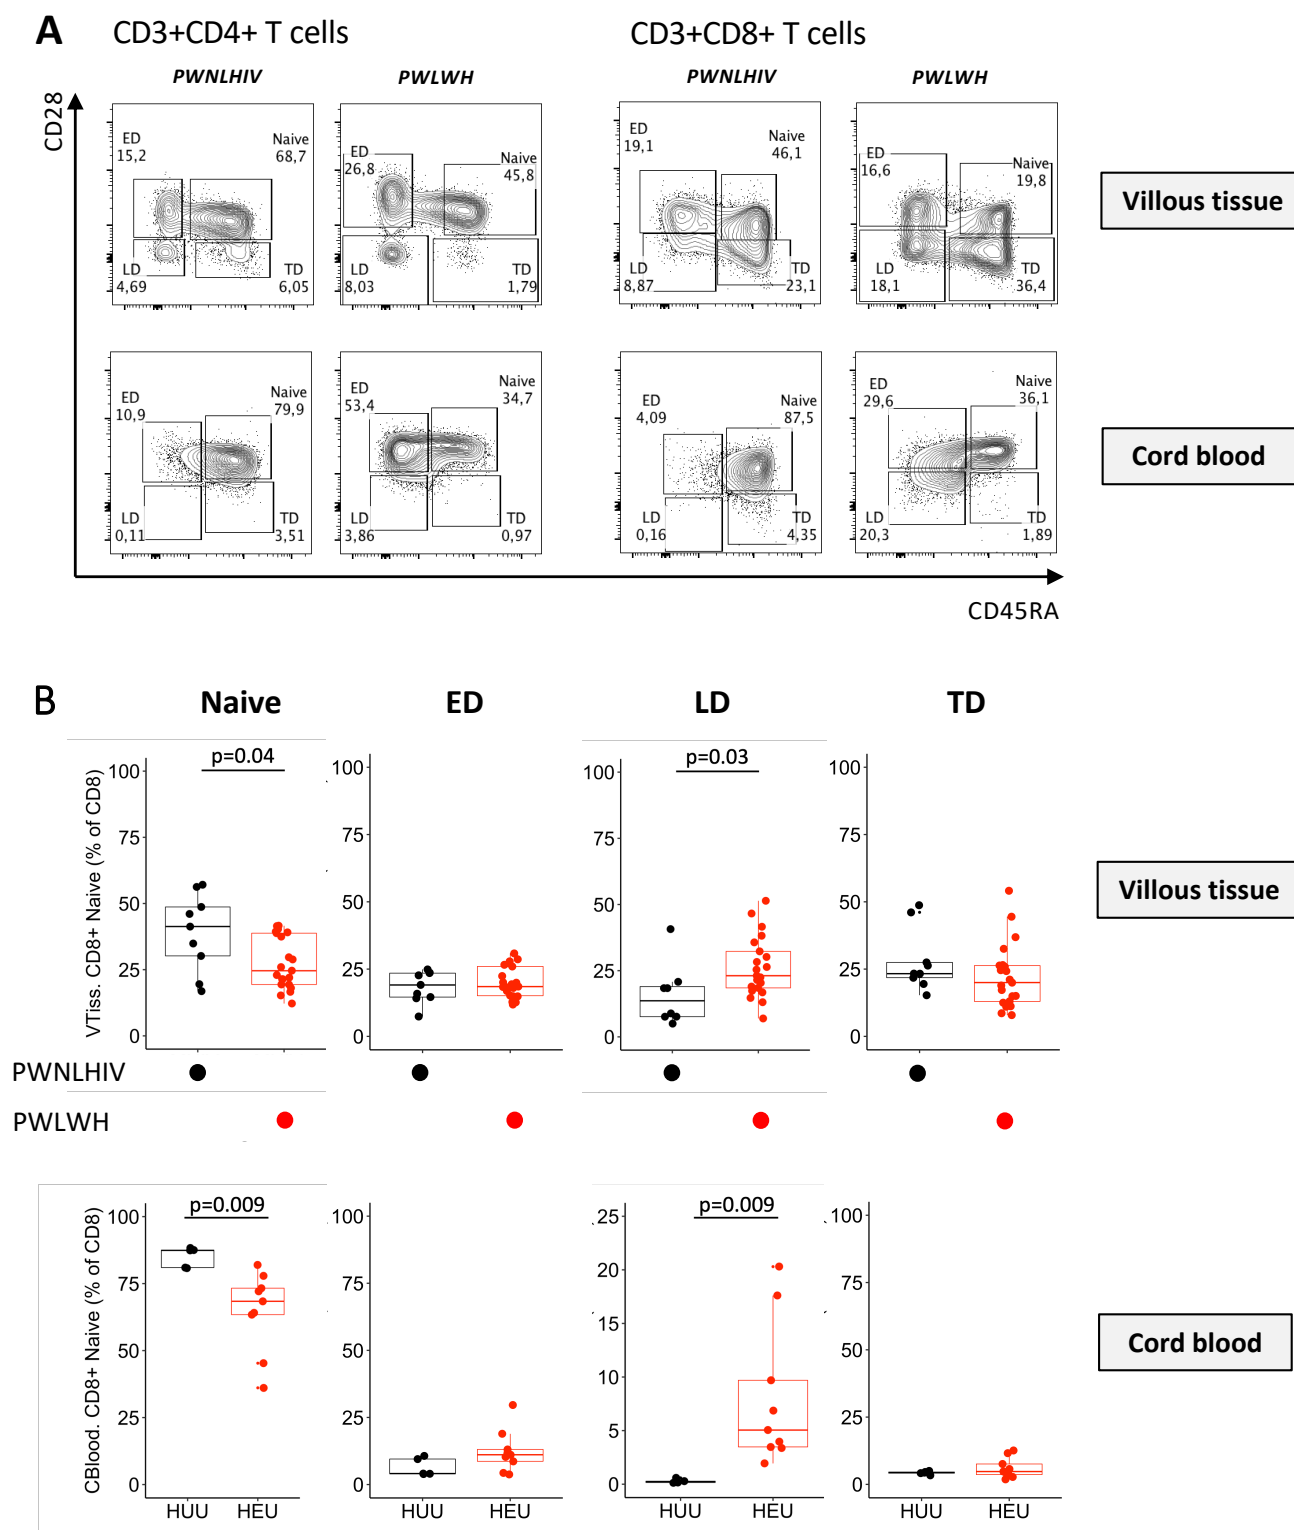 A
CD3+CD4+ T cells
CD3+CD8+ T cells
PWNLHIV
PWLWH
PWNLHIV
PWLWH
CD28
ED
15,2
Naive
68,7
LD
4,69
TD
6,05
ED
26,8
Naive
45,8
LD
8,03
TD
1,79
ED
19,1
Naive
46,1
LD
8,87
TD
23,1
ED
16,6
Naive
19,8
LD
18,1
TD
36,4
Villous tissue
ED
10,9
Naive
79,9
LD
0,11
TD
3,51
ED
53,4
Naive
34,7
LD
3,86
TD
0,97
ED
4,09
Naive
87,5
LD
0,16
TD
4,35
ED
29,6
Naive
36,1
LD
20,3
TD
1,89
Cord blood
CD45RA
B
Naive
ED
LD
TD
VTiss. CD8+ Naive (% of CD8)
p=0.04
100
75
50
25
0
100
75
50
25
0
p=0.03
100
75
50
25
0
100
75
50
25
0
Villous tissue
PWNLHIV
PWLWH
CBlood. CD8+ Naive (% of CD8)
p=0.009
100
75
50
25
0
HUU HEU
100
75
50
25
0
HUU HEU
p=0.009
25
20
15
10
5
0
HUU HEU
100
75
50
25
0
HUU HEU
Cord blood